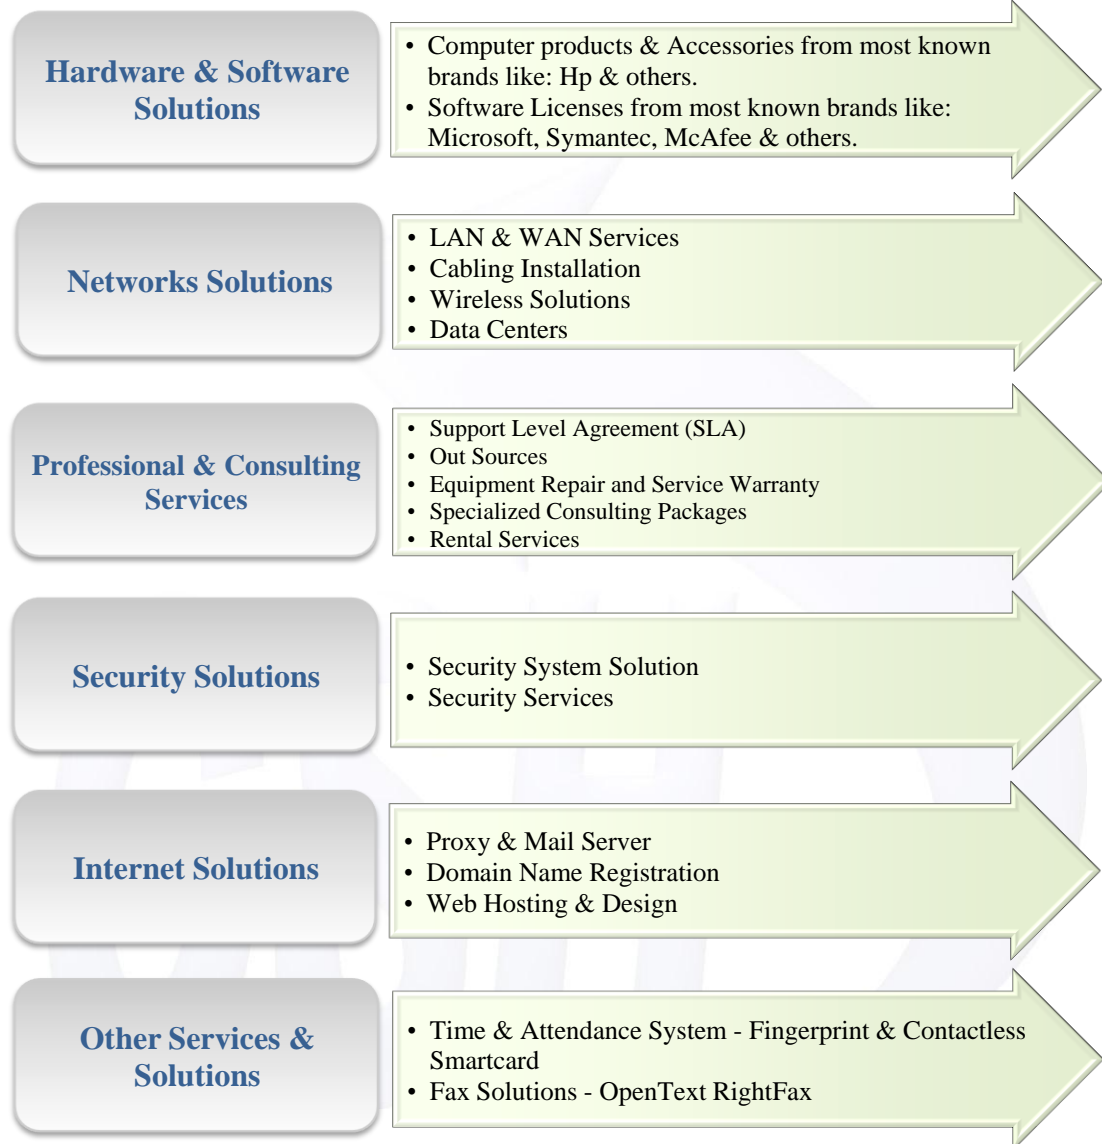 Hardware & Software
Solutions
• Computer products & Accessories from most known
brands like: Hp & others.
• Software Licenses from most known brands like:
Microsoft, Symantec, McAfee & others.
Networks Solutions
• LAN & WAN Services
• Cabling Installation
• Wireless Solutions
• Data Centers
Professional & Consulting
Services
• Support Level Agreement (SLA)
• Out Sources
• Equipment Repair and Service Warranty
• Specialized Consulting Packages
• Rental Services
Security Solutions
• Security System Solution
• Security Services
Internet Solutions
• Proxy & Mail Server
• Domain Name Registration
• Web Hosting & Design
Other Services &
Solutions
• Time & Attendance System - Fingerprint & Contactless
Smartcard
• Fax Solutions - OpenText RightFax